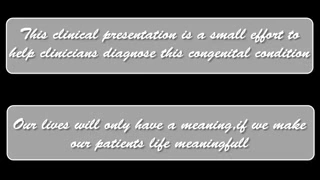 This clinical presentation is a small effort to
help clinicians diagnose this congenital condition
Our lives will only have a meaning,if we make
our patients life meaningfull